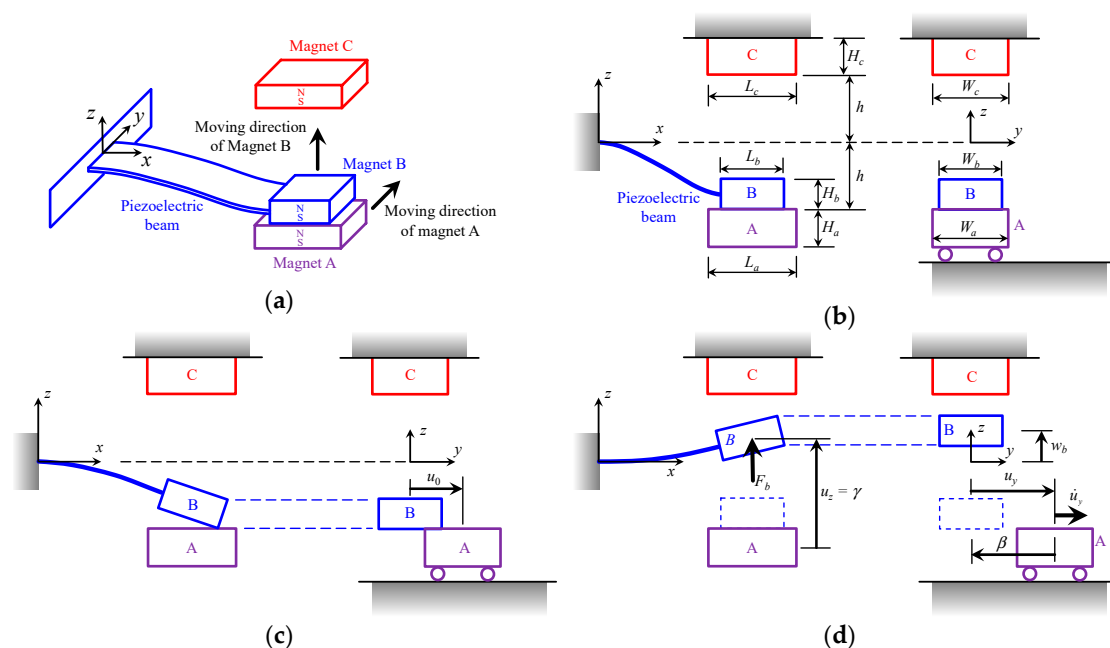 Magnet C
N
S
z
y
x
Moving direction
of Magnet B
Magnet B
N
S
Moving direction
of magnet A
Piezoelectric
beam
N
S
Magnet A
(a)
C
H_c
C
L_c
W_c
z
h
z
x
y
L_b
W_b
h
B
H_b
B
Piezoelectric
beam
A
H_a
W_a
A
L_a
(b)
C
C
z
z
x
y
u_0
B
B
A
A
(c)
C
C
z
B
B
z
w_b
x
y
F_b
u_y
u_z = γ
u̇_y
A
β
A
(d)